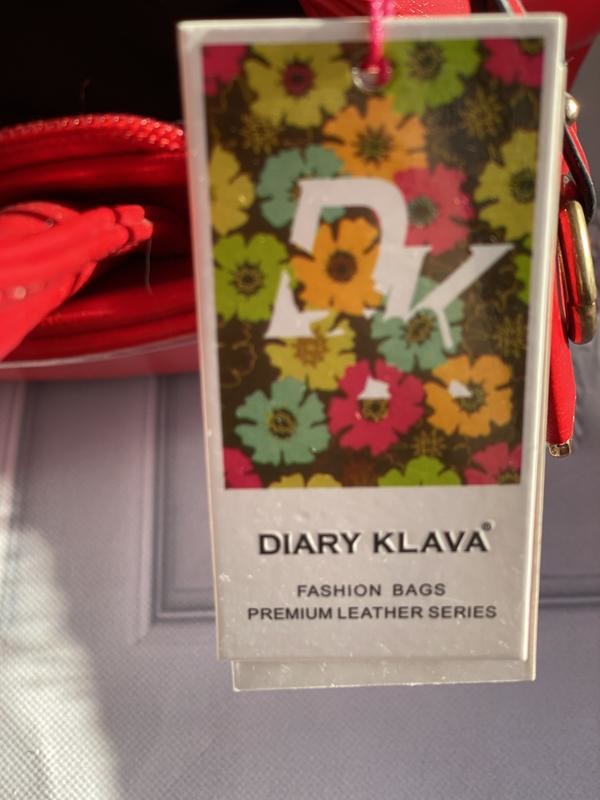 DK
DIARY KLAVA®
FASHION BAGS
PREMIUM LEATHER SERIES